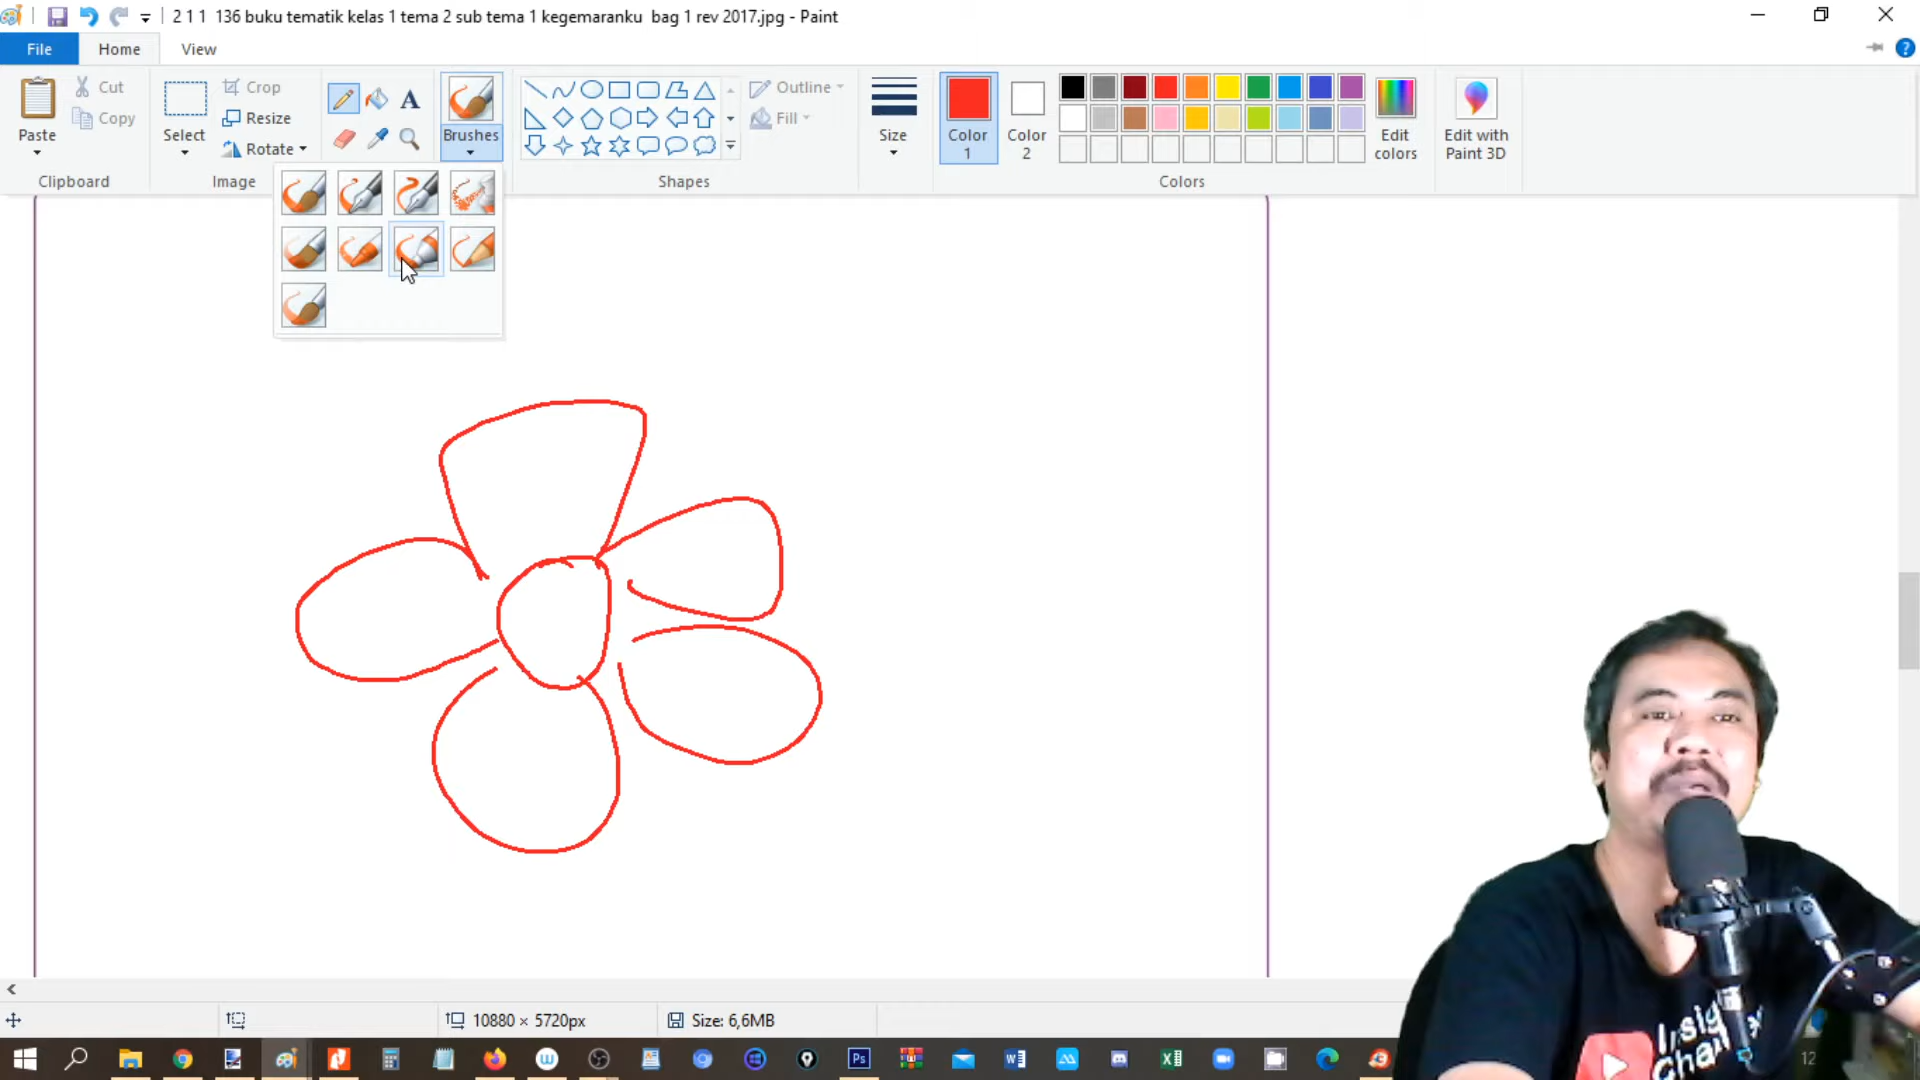 2 1 1 136 buku tematik kelas 1 tema 2 sub tema 1 kegemaranku bag 1 rev 2017.jpg - Paint
File
Home
View
Paste
Cut
Copy
Clipboard
Select
Crop
Resize
Rotate
Image
A
Brushes
Shapes
Outline
Fill
Size
Color 1
Color 2
Edit colors
Colors
Edit with Paint 3D
10880 × 5720px
Size: 6,6MB
Ps
12